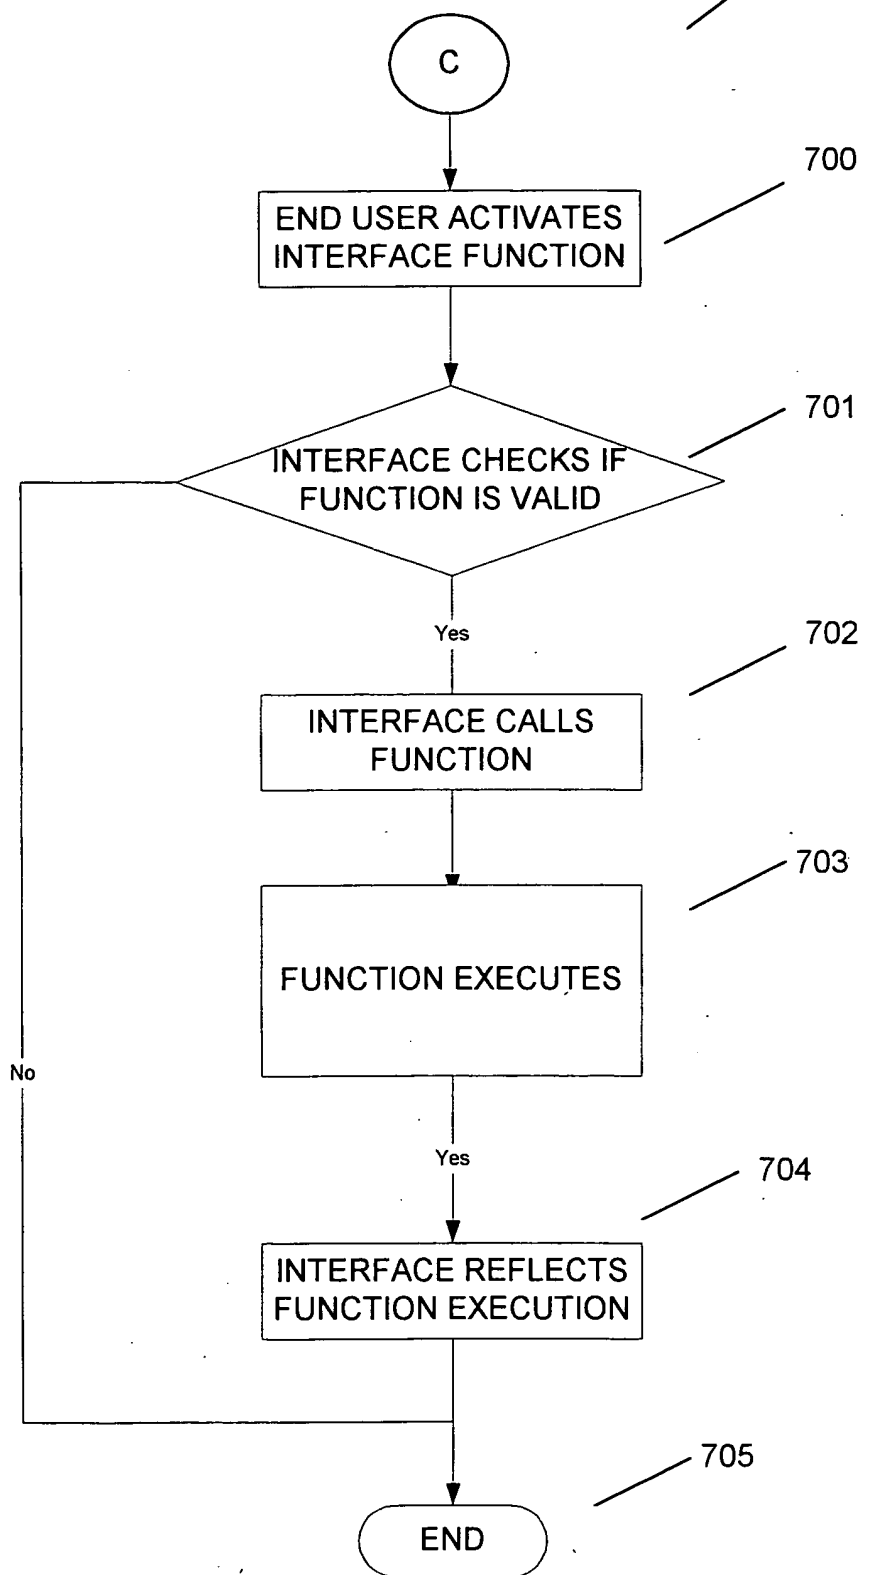 C
700
END USER ACTIVATES
INTERFACE FUNCTION
701
INTERFACE CHECKS IF
FUNCTION IS VALID
Yes
702
INTERFACE CALLS
FUNCTION
703
FUNCTION EXECUTES
No
Yes
704
INTERFACE REFLECTS
FUNCTION EXECUTION
705
END